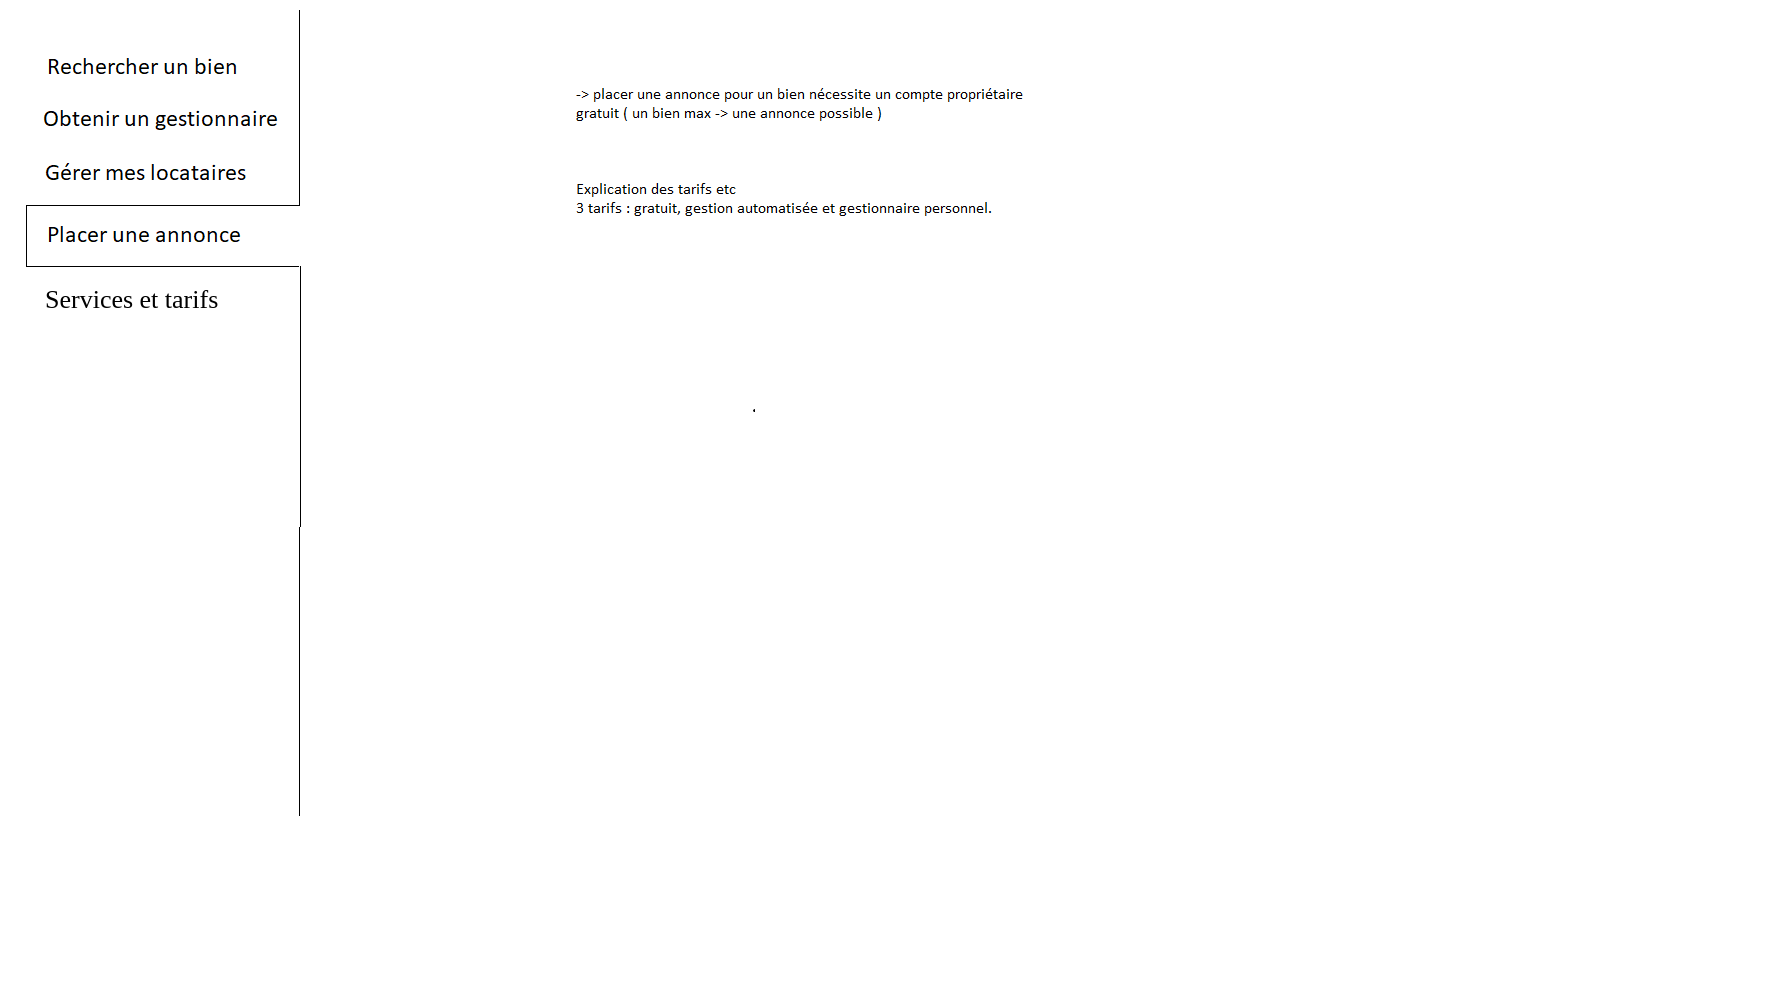 Rechercher un bien
Obtenir un gestionnaire
Gérer mes locataires
Placer une annonce
Services et tarifs
-> placer une annonce pour un bien nécessite un compte propriétaire
gratuit ( un bien max -> une annonce possible )
Explication des tarifs etc
3 tarifs : gratuit, gestion automatisée et gestionnaire personnel.